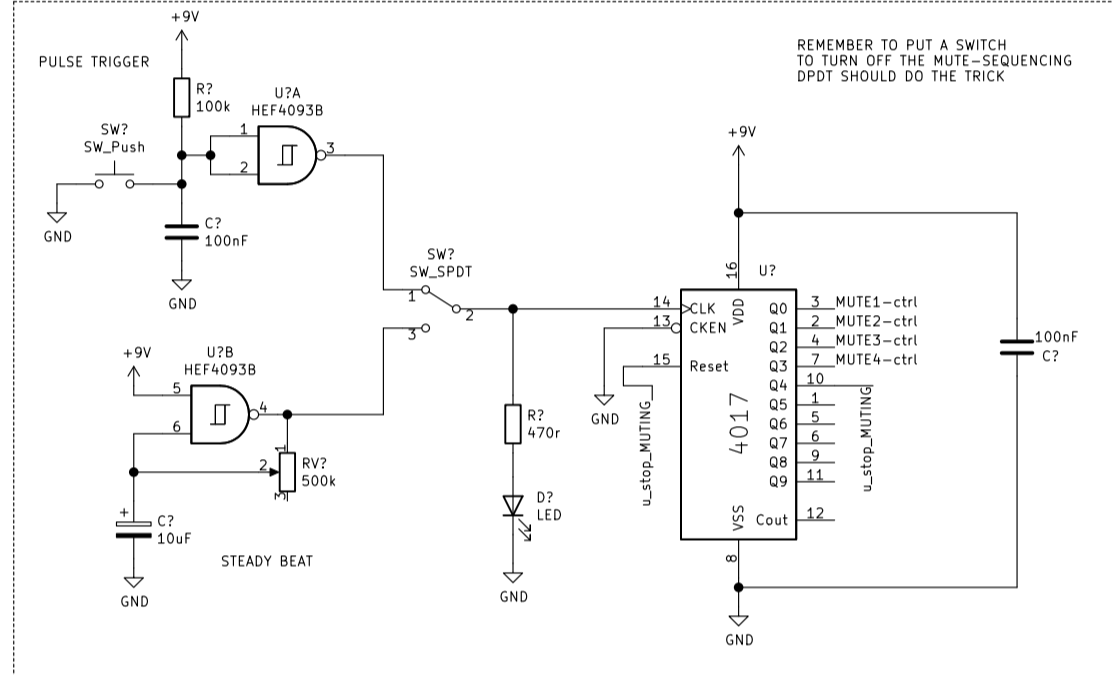 +9V
PULSE TRIGGER
R?
100k
U?A
HEF4093B
SW?
SW_Push
1
2
3
GND
C?
100nF
GND
REMEMBER TO PUT A SWITCH
TO TURN OFF THE MUTE-SEQUENCING
DPDT SHOULD DO THE TRICK
+9V
SW?
SW_SPDT
1
2
3
+9V
U?B
HEF4093B
5
6
4
1
2
3
RV?
500k
+
C?
10uF
GND
STEADY BEAT
R?
470r
D?
LED
GND
16
U?
14
CLK
VDD
13
CKEN
15
Reset
GND
u_stop_MUTING
4017
Q0 3 MUTE1-ctrl
Q1 2 MUTE2-ctrl
Q2 4 MUTE3-ctrl
Q3 7 MUTE4-ctrl
Q4 10
Q5 1
Q6 5
Q7 6
Q8 9
Q9 11
u_stop_MUTING
VSS
Cout 12
8
GND
100nF
C?